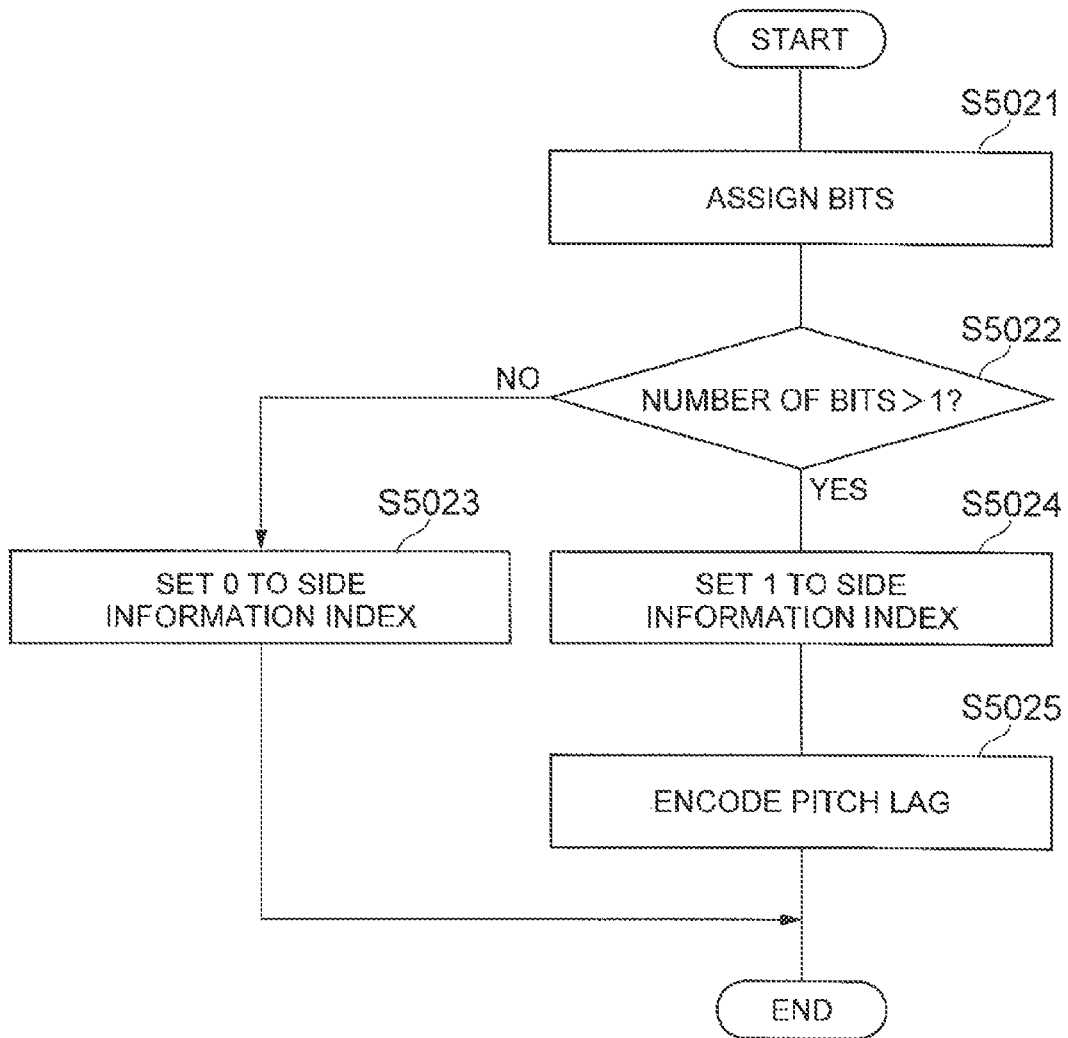 START
S5021
ASSIGN BITS
S5022
NUMBER OF BITS > 1?
NO
YES
S5023
SET 0 TO SIDE
INFORMATION INDEX
S5024
SET 1 TO SIDE
INFORMATION INDEX
S5025
ENCODE PITCH LAG
END